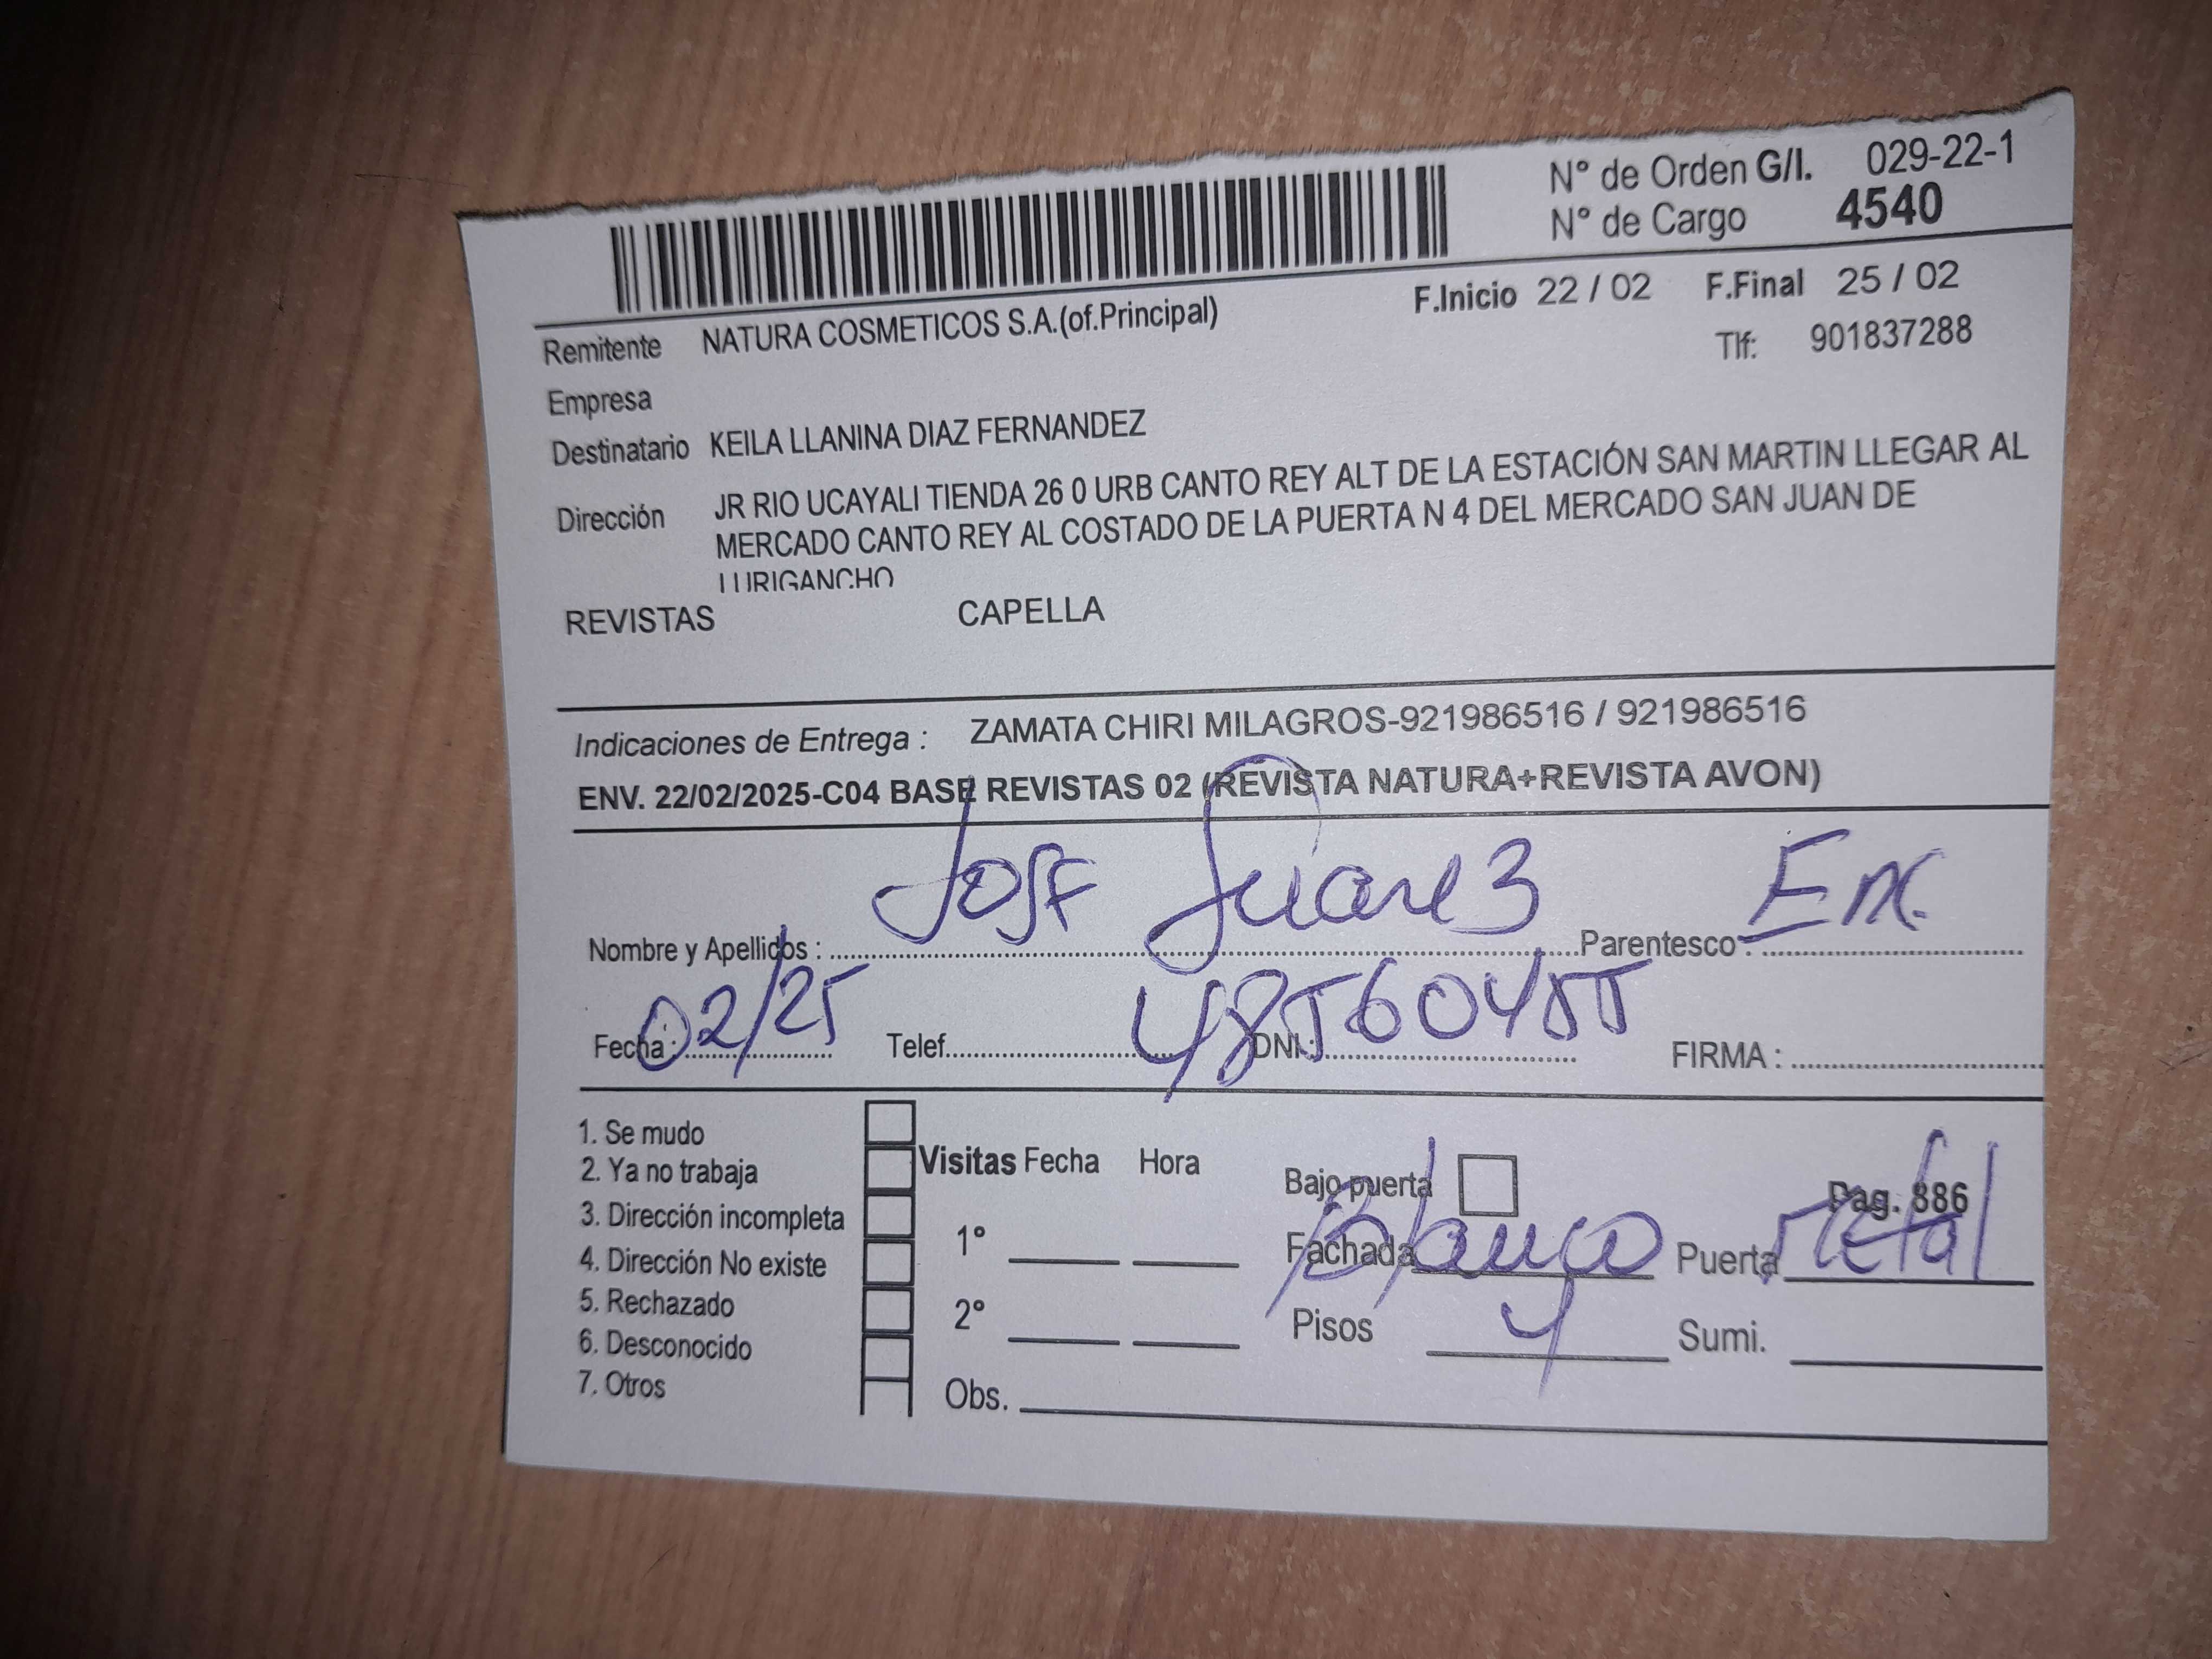 N° de Orden G/I. 029-22-1
N° de Cargo 4540
F.Inicio 22 / 02 F.Final 25 / 02
Remitente NATURA COSMETICOS S.A.(of.Principal)
Tlf: 901837288
Empresa
Destinatario KEILA LLANINA DIAZ FERNANDEZ
Dirección JR RIO UCAYALI TIENDA 26 0 URB CANTO REY ALT DE LA ESTACIÓN SAN MARTIN LLEGAR AL
MERCADO CANTO REY AL COSTADO DE LA PUERTA N 4 DEL MERCADO SAN JUAN DE
LURIGANCHO
REVISTAS CAPELLA
Indicaciones de Entrega : ZAMATA CHIRI MILAGROS-921986516 / 921986516
ENV. 22/02/2025-C04 BASE REVISTAS 02 (REVISTA NATURA+REVISTA AVON)
Nombre y Apellidos : José Suarez Parentesco : Enc.
Fecha : 02/25 Telef. DNI : FIRMA :
1. Se mudo
2. Ya no trabaja
3. Dirección incompleta
4. Dirección No existe
5. Rechazado
6. Desconocido
7. Otros
Visitas Fecha Hora
1°
2°
Obs.
Bajo puerta Pag. 886
Fachada Blanco Puerta Metal
Pisos 4 Sumi.